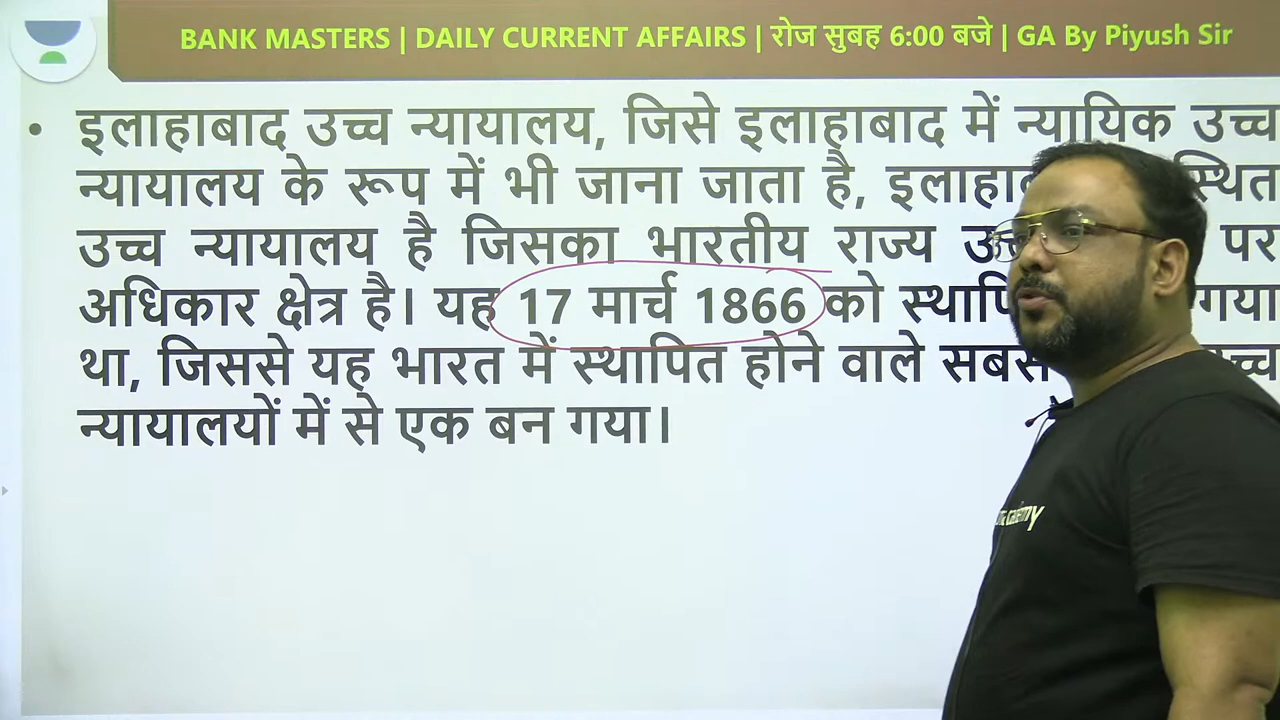 BANK MASTERS | DAILY CURRENT AFFAIRS | रोज सुबह 6:00 बजे | GA By Piyush Sir
• इलाहाबाद उच्च न्यायालय, जिसे इलाहाबाद में न्यायिक उच्च
न्यायालय के रूप में भी जाना जाता है,
उच्च न्यायालय है जिसका भारतीय राज्य पर
अधिकार क्षेत्र है। यह 17 मार्च 1866 को गया
था, जिससे यह भारत में स्थापित होने वाले
न्यायालयों में से एक बन गया।